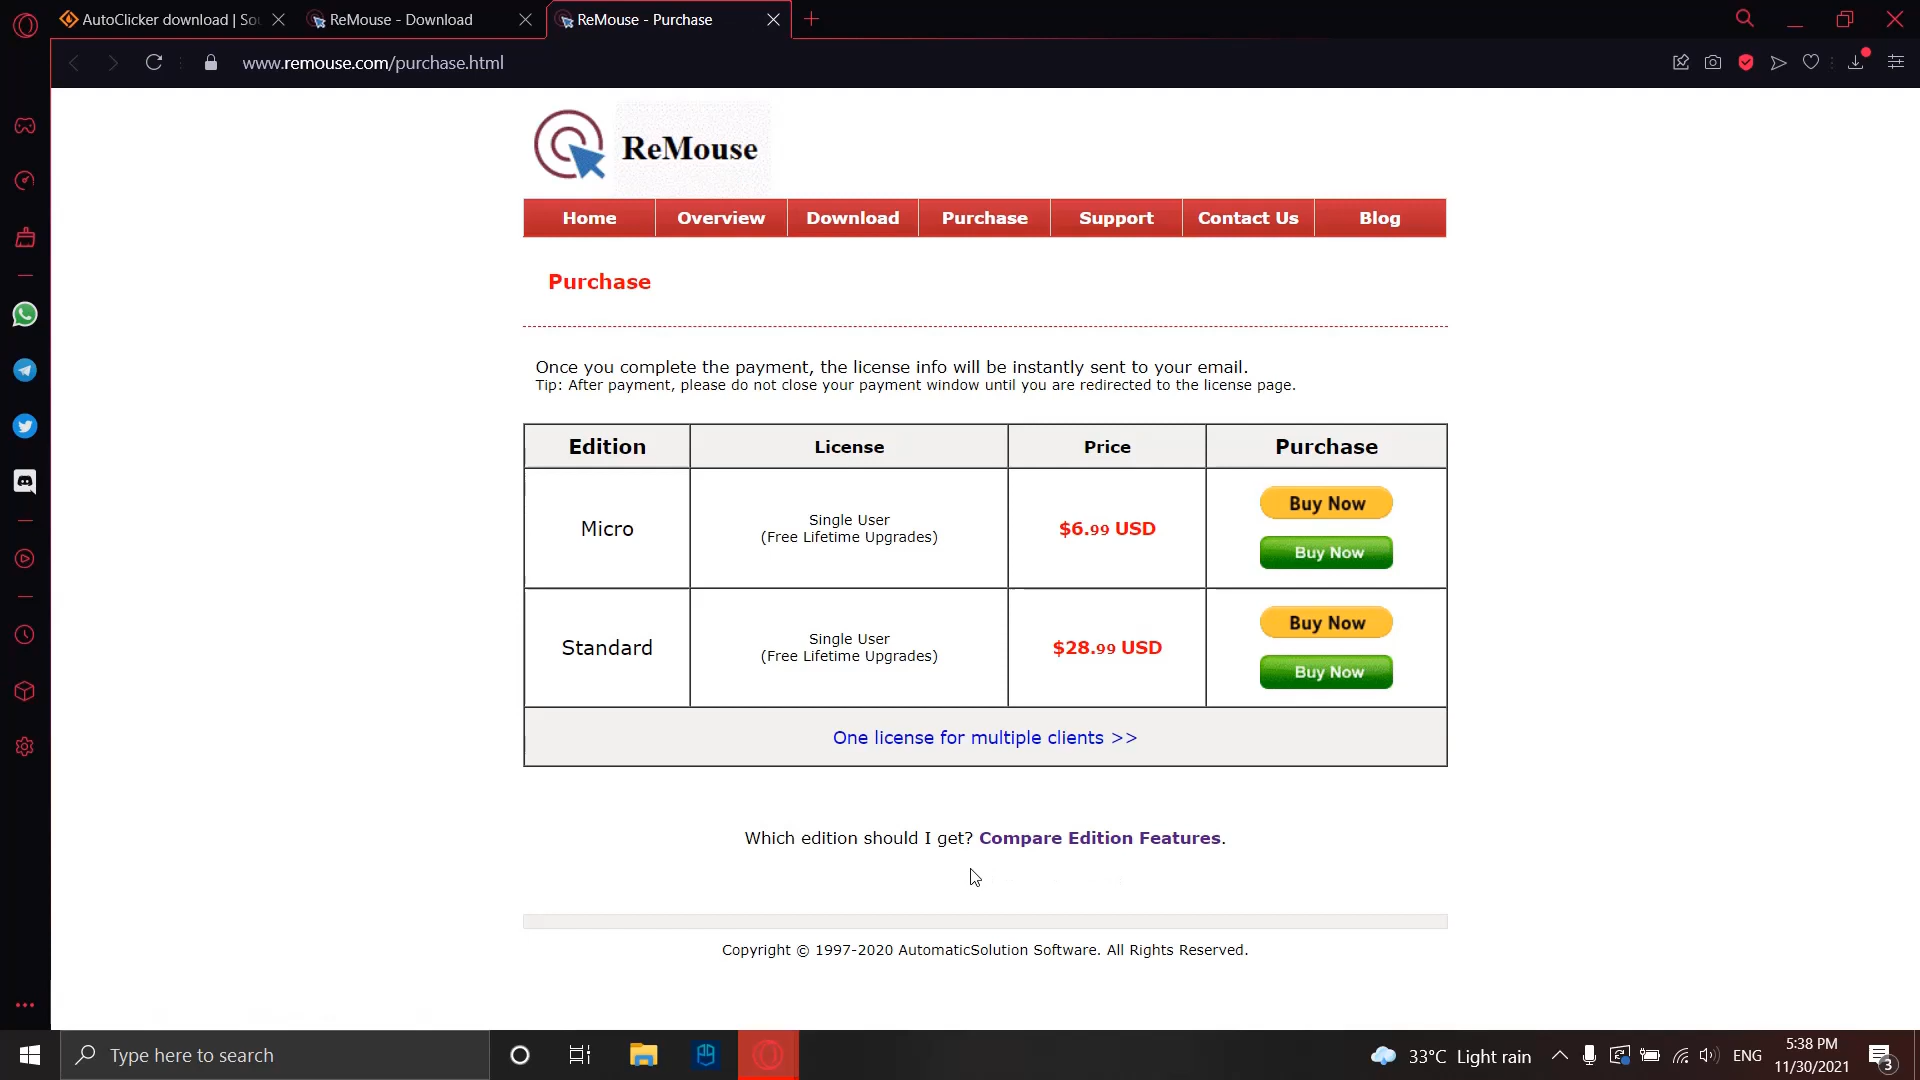 AutoClicker download | So
ReMouse - Download
ReMouse - Purchase
www.remouse.com/purchase.html
ReMouse
Home Overview Download Purchase Support Contact Us Blog
Purchase
Once you complete the payment, the license info will be instantly sent to your email.
Tip: After payment, please do not close your payment window until you are redirected to the license page.
Edition License Price Purchase
Micro
Single User
(Free Lifetime Upgrades)
$6.99 USD
Buy Now
Buy Now
Standard
Single User
(Free Lifetime Upgrades)
$28.99 USD
Buy Now
Buy Now
One license for multiple clients >>
Which edition should I get? Compare Edition Features.
Copyright © 1997-2020 AutomaticSolution Software. All Rights Reserved.
Type here to search
33°C Light rain
ENG
5:38 PM
11/30/2021
3